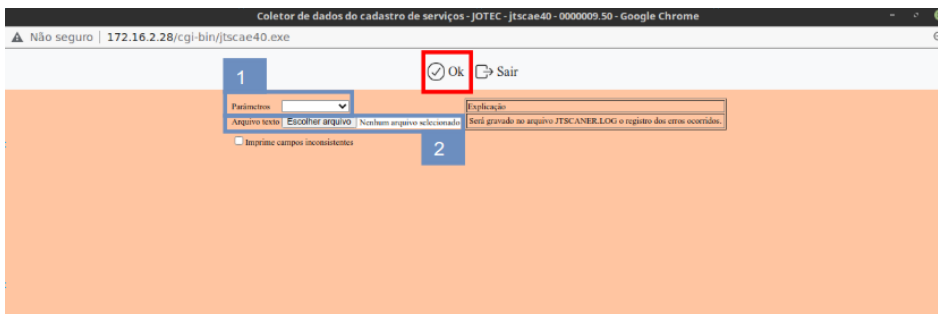 Coletor de dados do cadastro de serviços - JOTEC - jtscae40 - 0000009.50 - Google Chrome
Não seguro | 172.16.2.28/cgi-bin/jtscae40.exe
1
Ok Sair
Parâmetros
Explicação
Arquivo texto Escolher arquivo Nenhum arquivo selecionado
Será gravado no arquivo JTSCANER.LOG o registro dos erros ocorridos.
Imprime campos inconsistentes
2